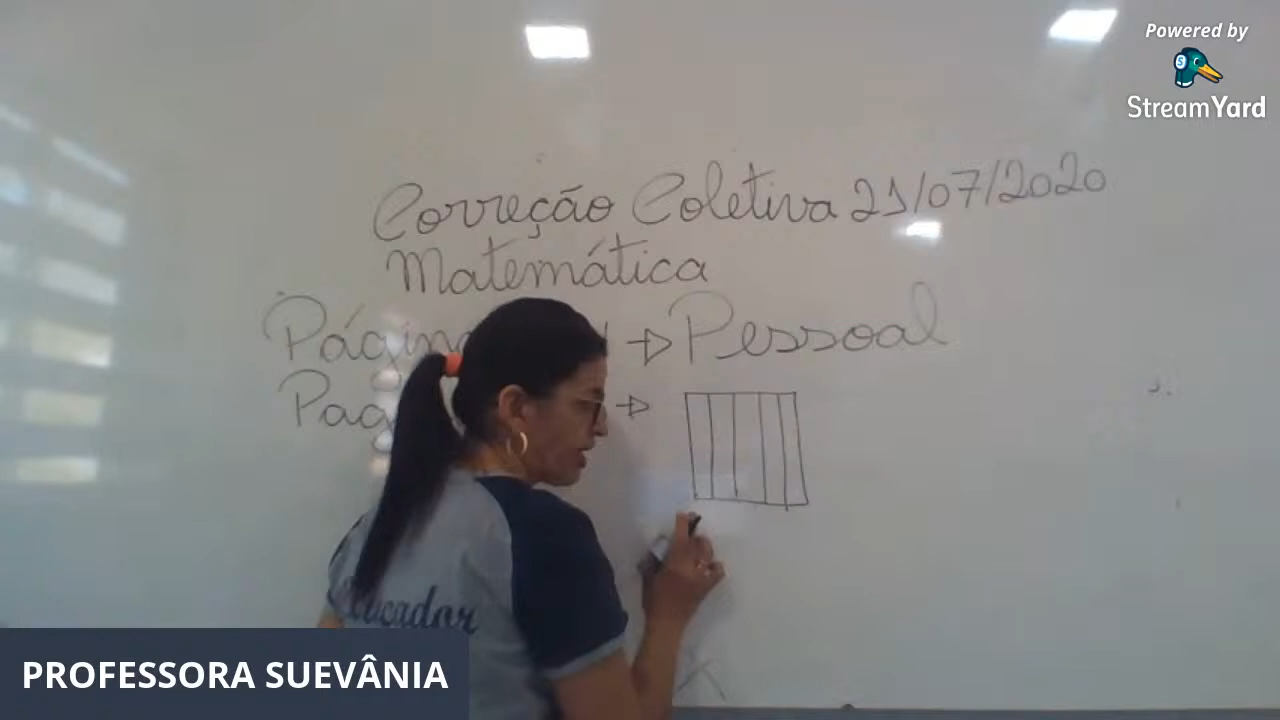 Powered by
StreamYard
Correção Coletiva 21/07/2020
Matemática
Pessoal
PROFESSORA SUEVÂNIA